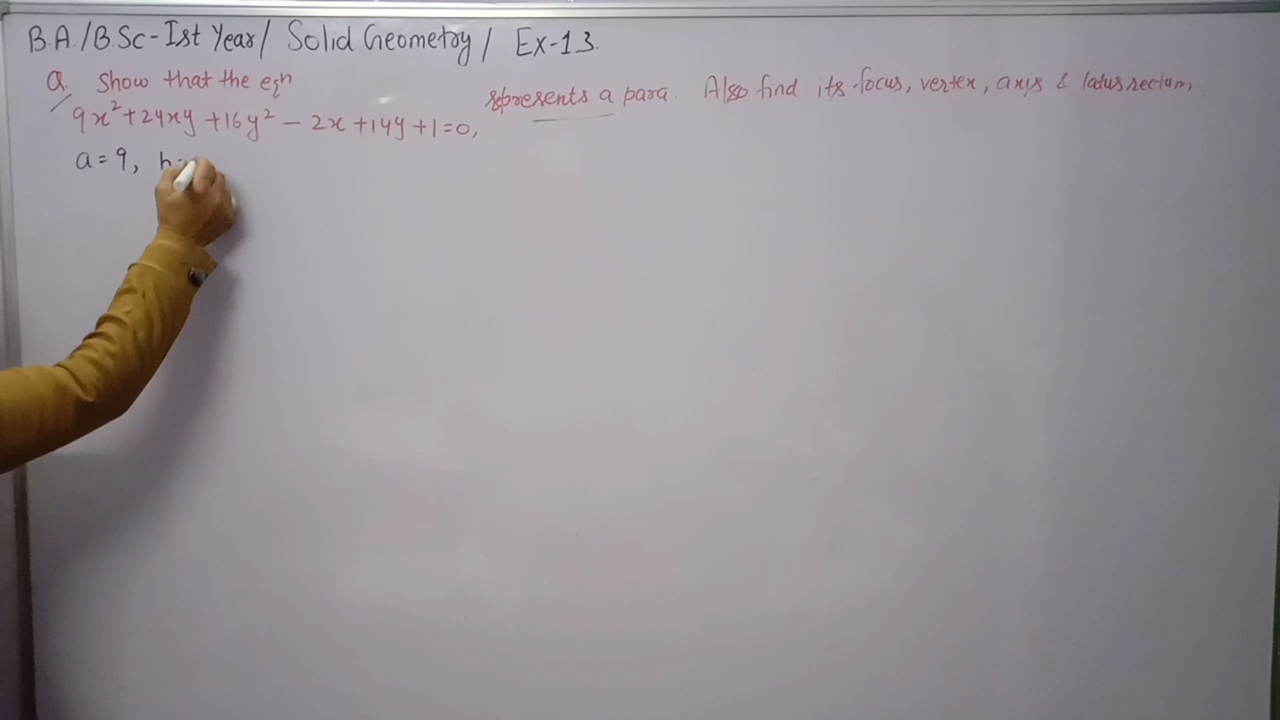 B.A./B.Sc-Ist Year/ Solid Geometry/ Ex-1.3.
Q. Show that the eqn
9x²+24xy+16y²-2x+14y+1=0, represents a para. Also find its focus, vertex, axis & latus rectum,
a=9,